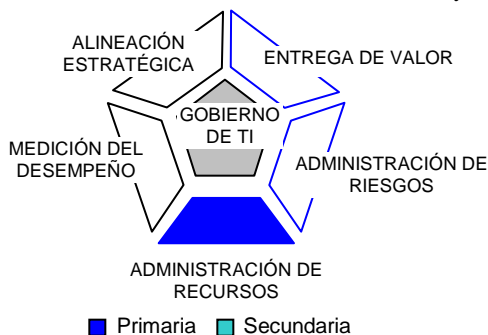 ALINEACIÓN
ESTRATÉGICA
ENTREGA DE VALOR
GOBIERNO
DE TI
MEDICIÓN DEL
DESEMPEÑO
ADMINISTRACIÓN DE
RIESGOS
ADMINISTRACIÓN DE
RECURSOS
Primaria
Secundaria